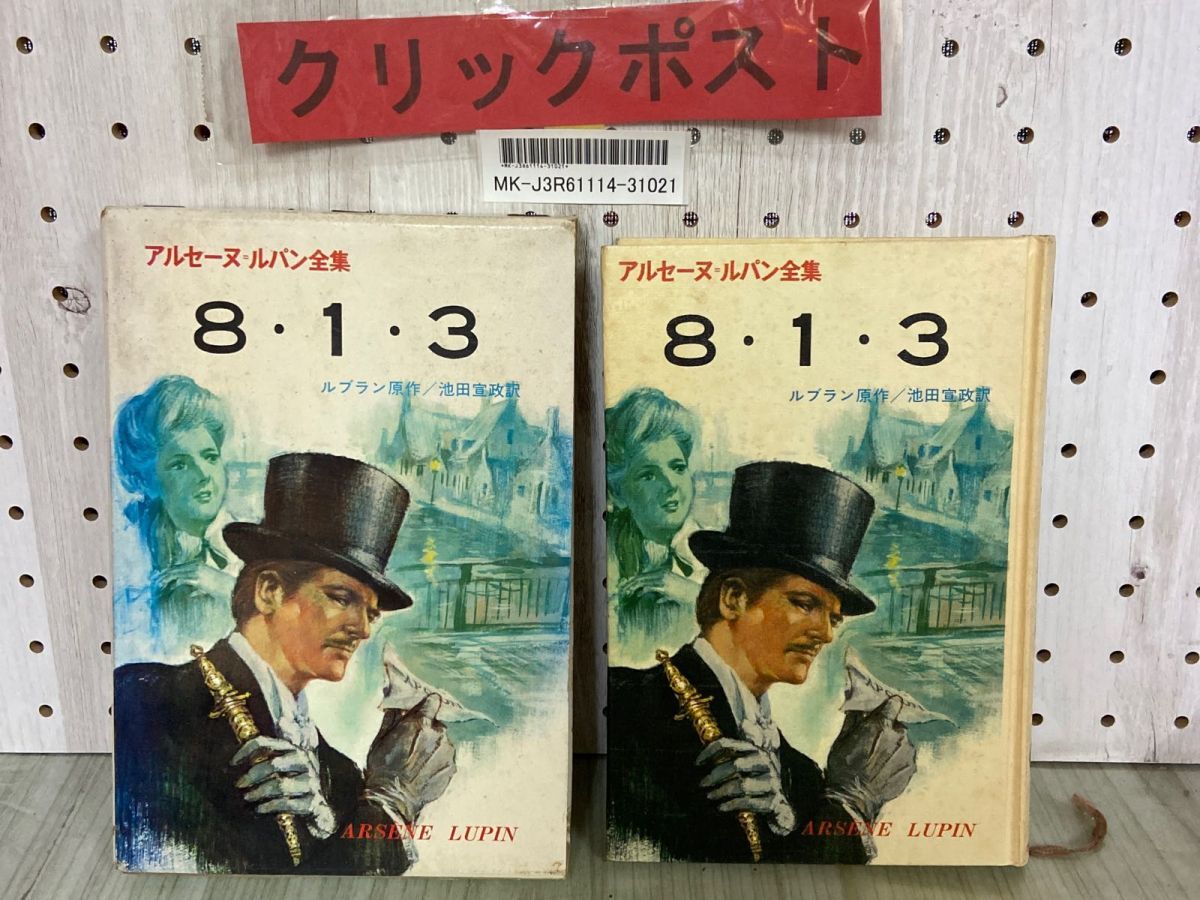 クリックポスト
MK-J3R61114-31021
アルセーヌ=ルパン全集
8・1・3
ルブラン原作／池田宣政訳
ARSENE LUPIN
アルセーヌ=ルパン全集
8・1・3
ルブラン原作／池田宣政訳
ARSENE LUPIN